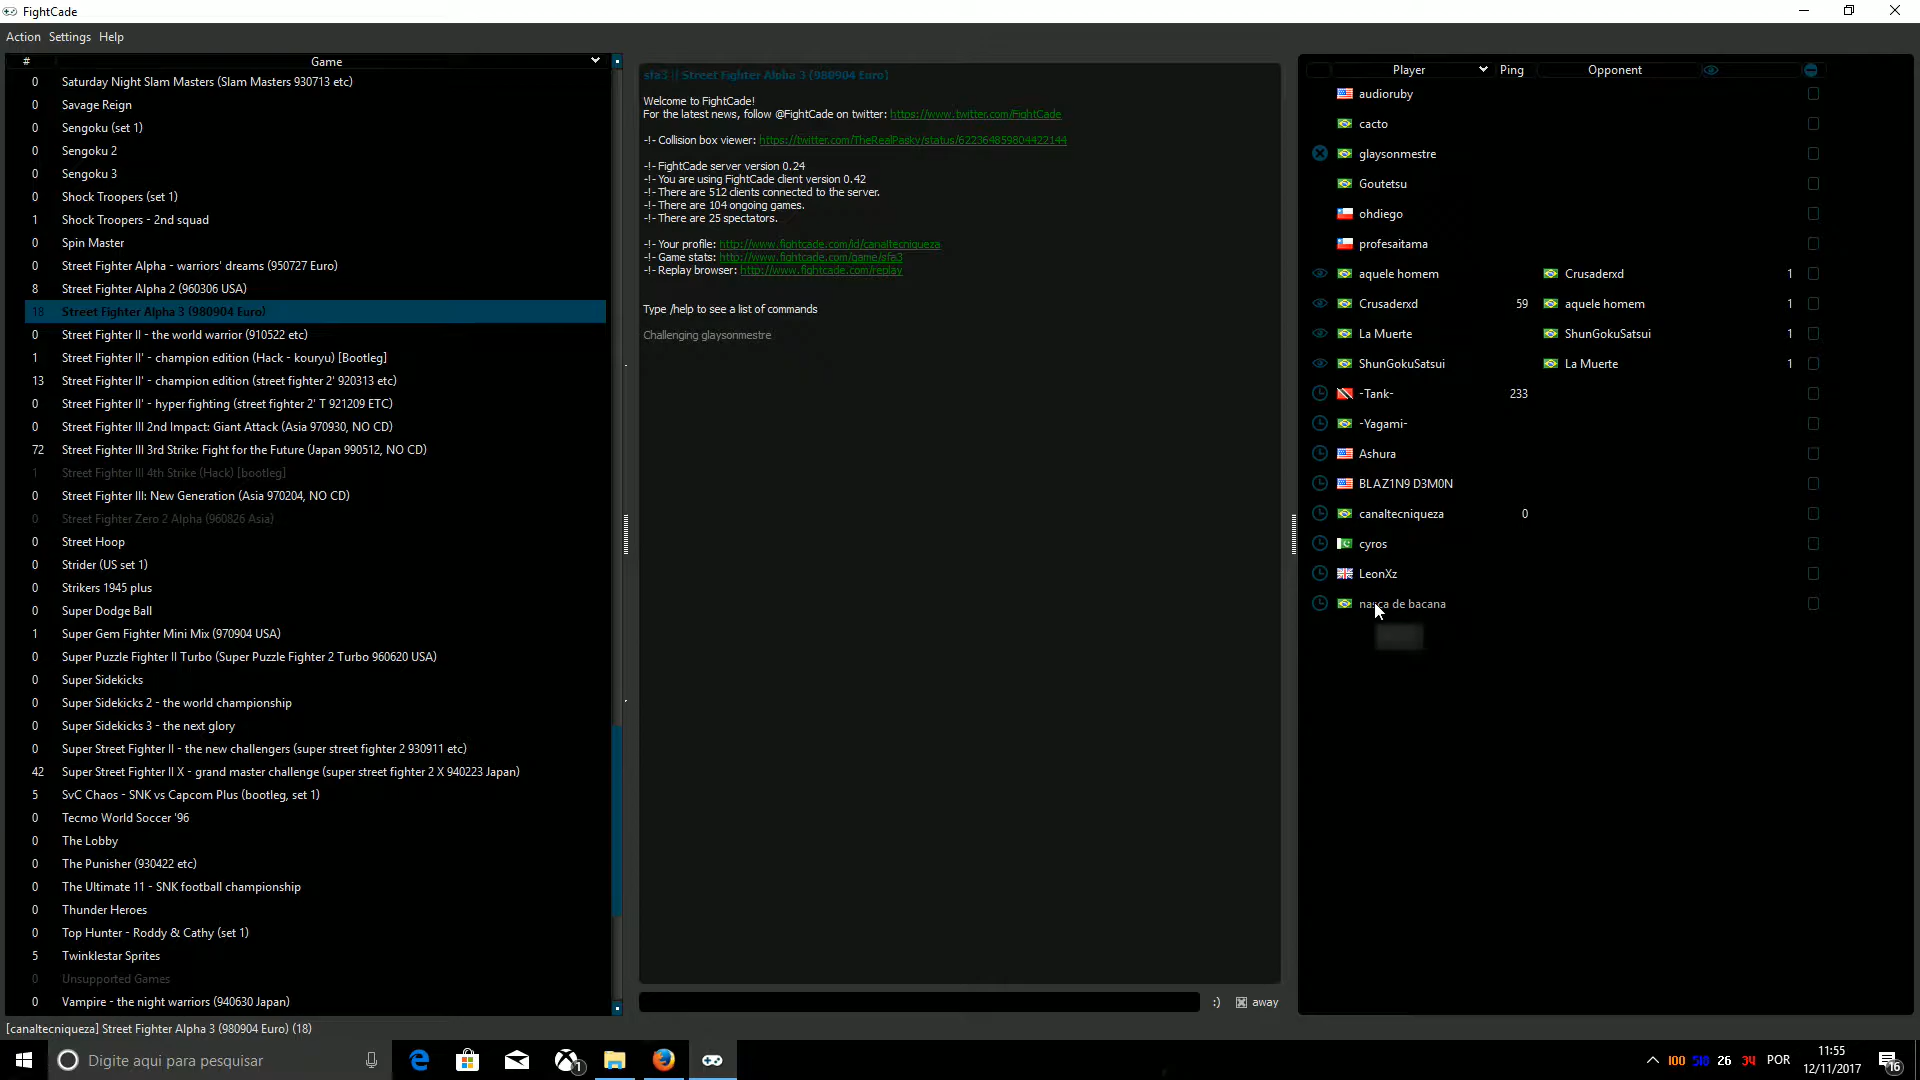 FightCade
Action Settings Help
# Game
0 Saturday Night Slam Masters (Slam Masters 930713 etc)
0 Savage Reign
0 Sengoku (set 1)
0 Sengoku 2
0 Sengoku 3
0 Shock Troopers (set 1)
1 Shock Troopers - 2nd squad
0 Spin Master
0 Street Fighter Alpha - warriors' dreams (950727 Euro)
8 Street Fighter Alpha 2 (960306 USA)
18 Street Fighter Alpha 3 (980904 Euro)
0 Street Fighter II - the world warrior (910522 etc)
1 Street Fighter II' - champion edition (Hack - kouryu) [Bootleg]
13 Street Fighter II' - champion edition (street fighter 2' 920313 etc)
0 Street Fighter II' - hyper fighting (street fighter 2' T 921209 ETC)
0 Street Fighter III 2nd Impact: Giant Attack (Asia 970930, NO CD)
72 Street Fighter III 3rd Strike: Fight for the Future (Japan 990512, NO CD)
1 Street Fighter III 4th Strike (Hack) [bootleg]
0 Street Fighter III: New Generation (Asia 970204, NO CD)
0 Street Fighter Zero 2 Alpha (960826 Asia)
0 Street Hoop
0 Strider (US set 1)
0 Strikers 1945 plus
0 Super Dodge Ball
1 Super Gem Fighter Mini Mix (970904 USA)
0 Super Puzzle Fighter II Turbo (Super Puzzle Fighter 2 Turbo 960620 USA)
0 Super Sidekicks
0 Super Sidekicks 2 - the world championship
0 Super Sidekicks 3 - the next glory
0 Super Street Fighter II - the new challengers (super street fighter 2 930911 etc)
42 Super Street Fighter II X - grand master challenge (super street fighter 2 X 940223 Japan)
5 SvC Chaos - SNK vs Capcom Plus (bootleg, set 1)
0 Tecmo World Soccer '96
0 The Lobby
0 The Punisher (930422 etc)
0 The Ultimate 11 - SNK football championship
0 Thunder Heroes
0 Top Hunter - Roddy & Cathy (set 1)
5 Twinklestar Sprites
0 Unsupported Games
0 Vampire - the night warriors (940630 Japan)
[canaltecniqueza] Street Fighter Alpha 3 (980904 Euro) (18)
sfa3 || Street Fighter Alpha 3 (980904 Euro)
Welcome to FightCade!
For the latest news, follow @FightCade on twitter: https://www.twitter.com/FightCade
-!- Collision box viewer: https://twitter.com/TheRealPasky/status/622364859804422144
-!- FightCade server version 0.24
-!- You are using FightCade client version 0.42
-!- There are 512 clients connected to the server.
-!- There are 104 ongoing games.
-!- There are 25 spectators.
-!- Your profile: http://www.fightcade.com/id/canaltecniqueza
-!- Game stats: http://www.fightcade.com/game/sfa3
-!- Replay browser: http://www.fightcade.com/replay
Type /help to see a list of commands
Challenging glaysonmestre
:) away
Player Ping Opponent
audioruby
cacto
glaysonmestre
Goutetsu
ohdiego
profesaitama
aquele homem Crusaderxd 1
Crusaderxd 59 aquele homem 1
La Muerte ShunGokuSatsui 1
ShunGokuSatsui La Muerte 1
-Tank- 233
-Yagami-
Ashura
BLAZ1N9 D3M0N
canaltecniqueza 0
cyros
LeonXz
nasca de bacana
Digite aqui para pesquisar
1
100 510 26 34 POR
11:55
12/11/2017
16